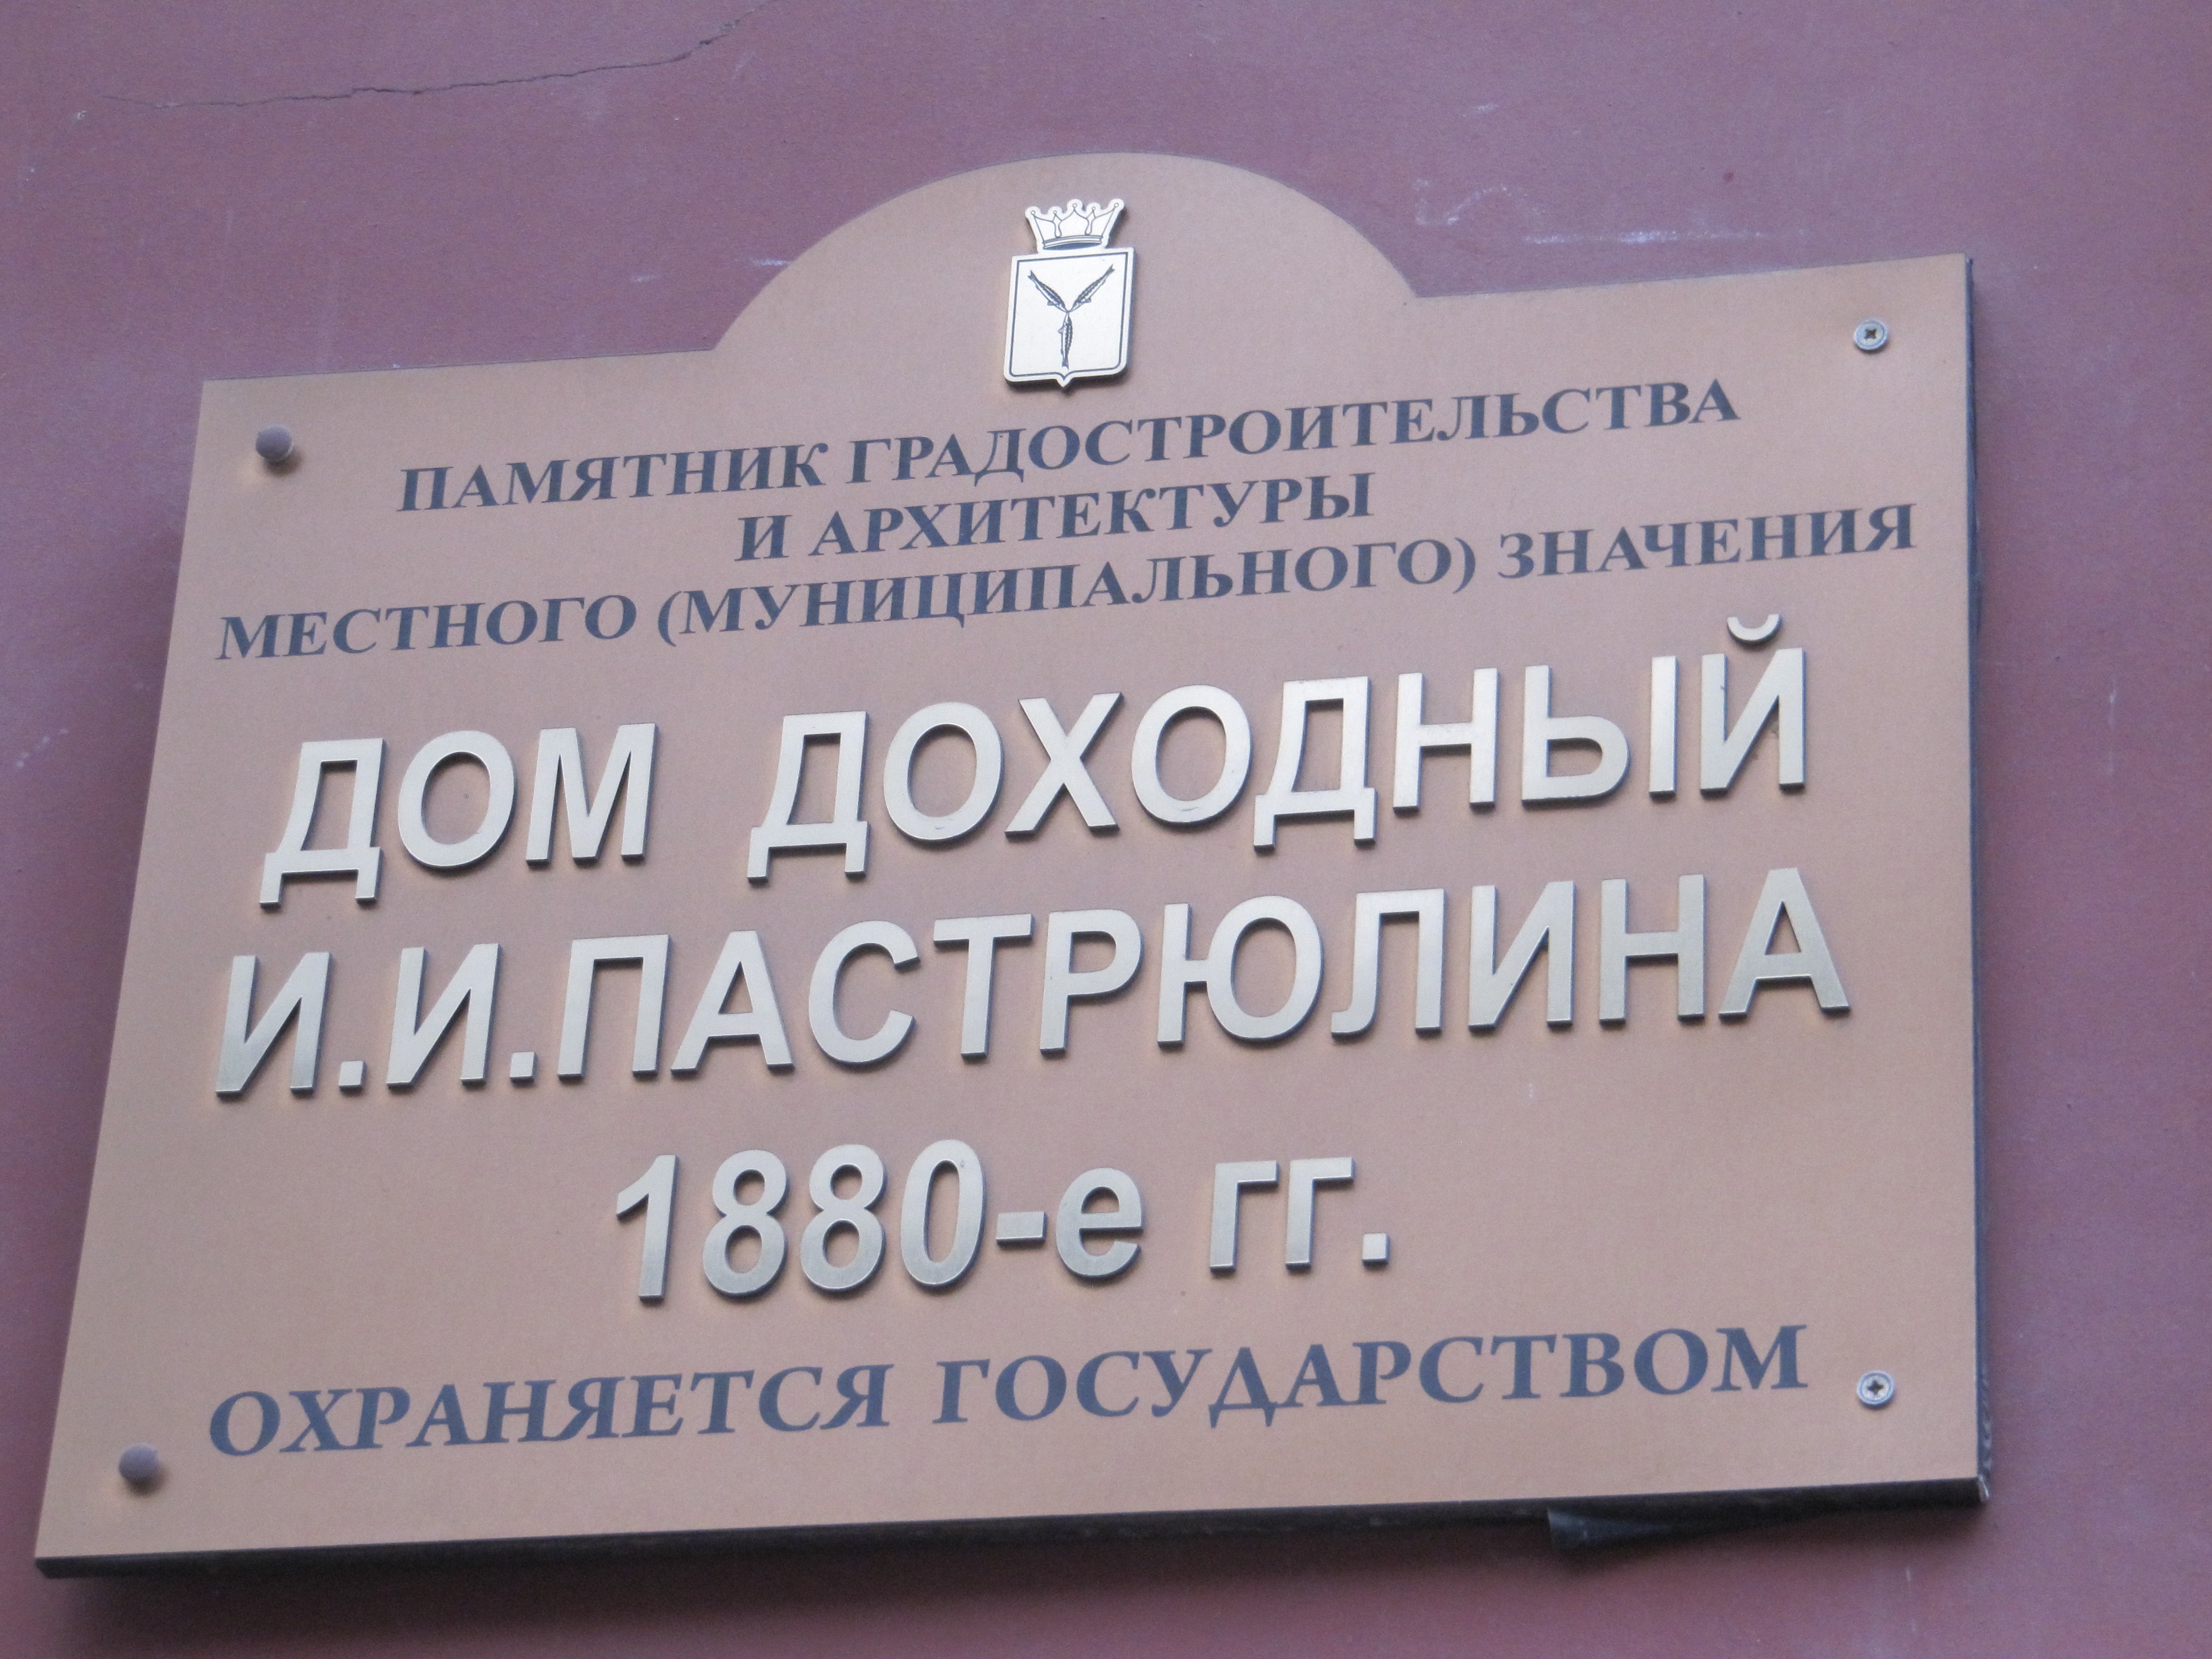 ПАМЯТНИК ГРАДОСТРОИТЕЛЬСТВА
И АРХИТЕКТУРЫ
МЕСТНОГО (МУНИЦИПАЛЬНОГО) ЗНАЧЕНИЯ
ДОМ ДОХОДНЫЙ
И.И.ПАСТРЮЛИНА
1880-е гг.
ОХРАНЯЕТСЯ ГОСУДАРСТВОМ